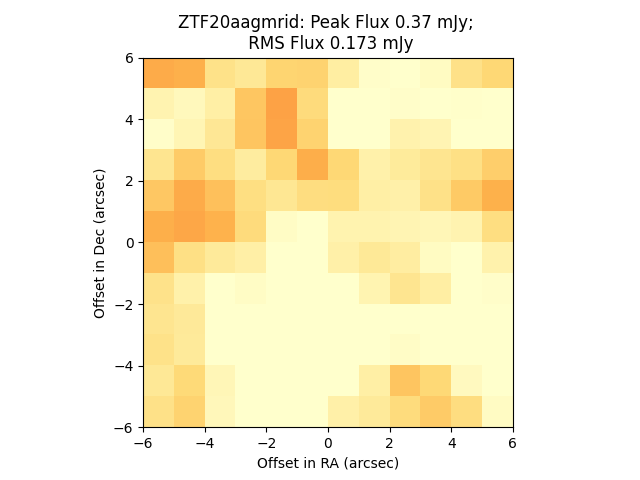 ZTF20aagmrid: Peak Flux 0.37 mJy;
RMS Flux 0.173 mJy
6
4
2
0
−2
−4
−6
Offset in Dec (arcsec)
−6 −4 −2 0 2 4 6
Offset in RA (arcsec)